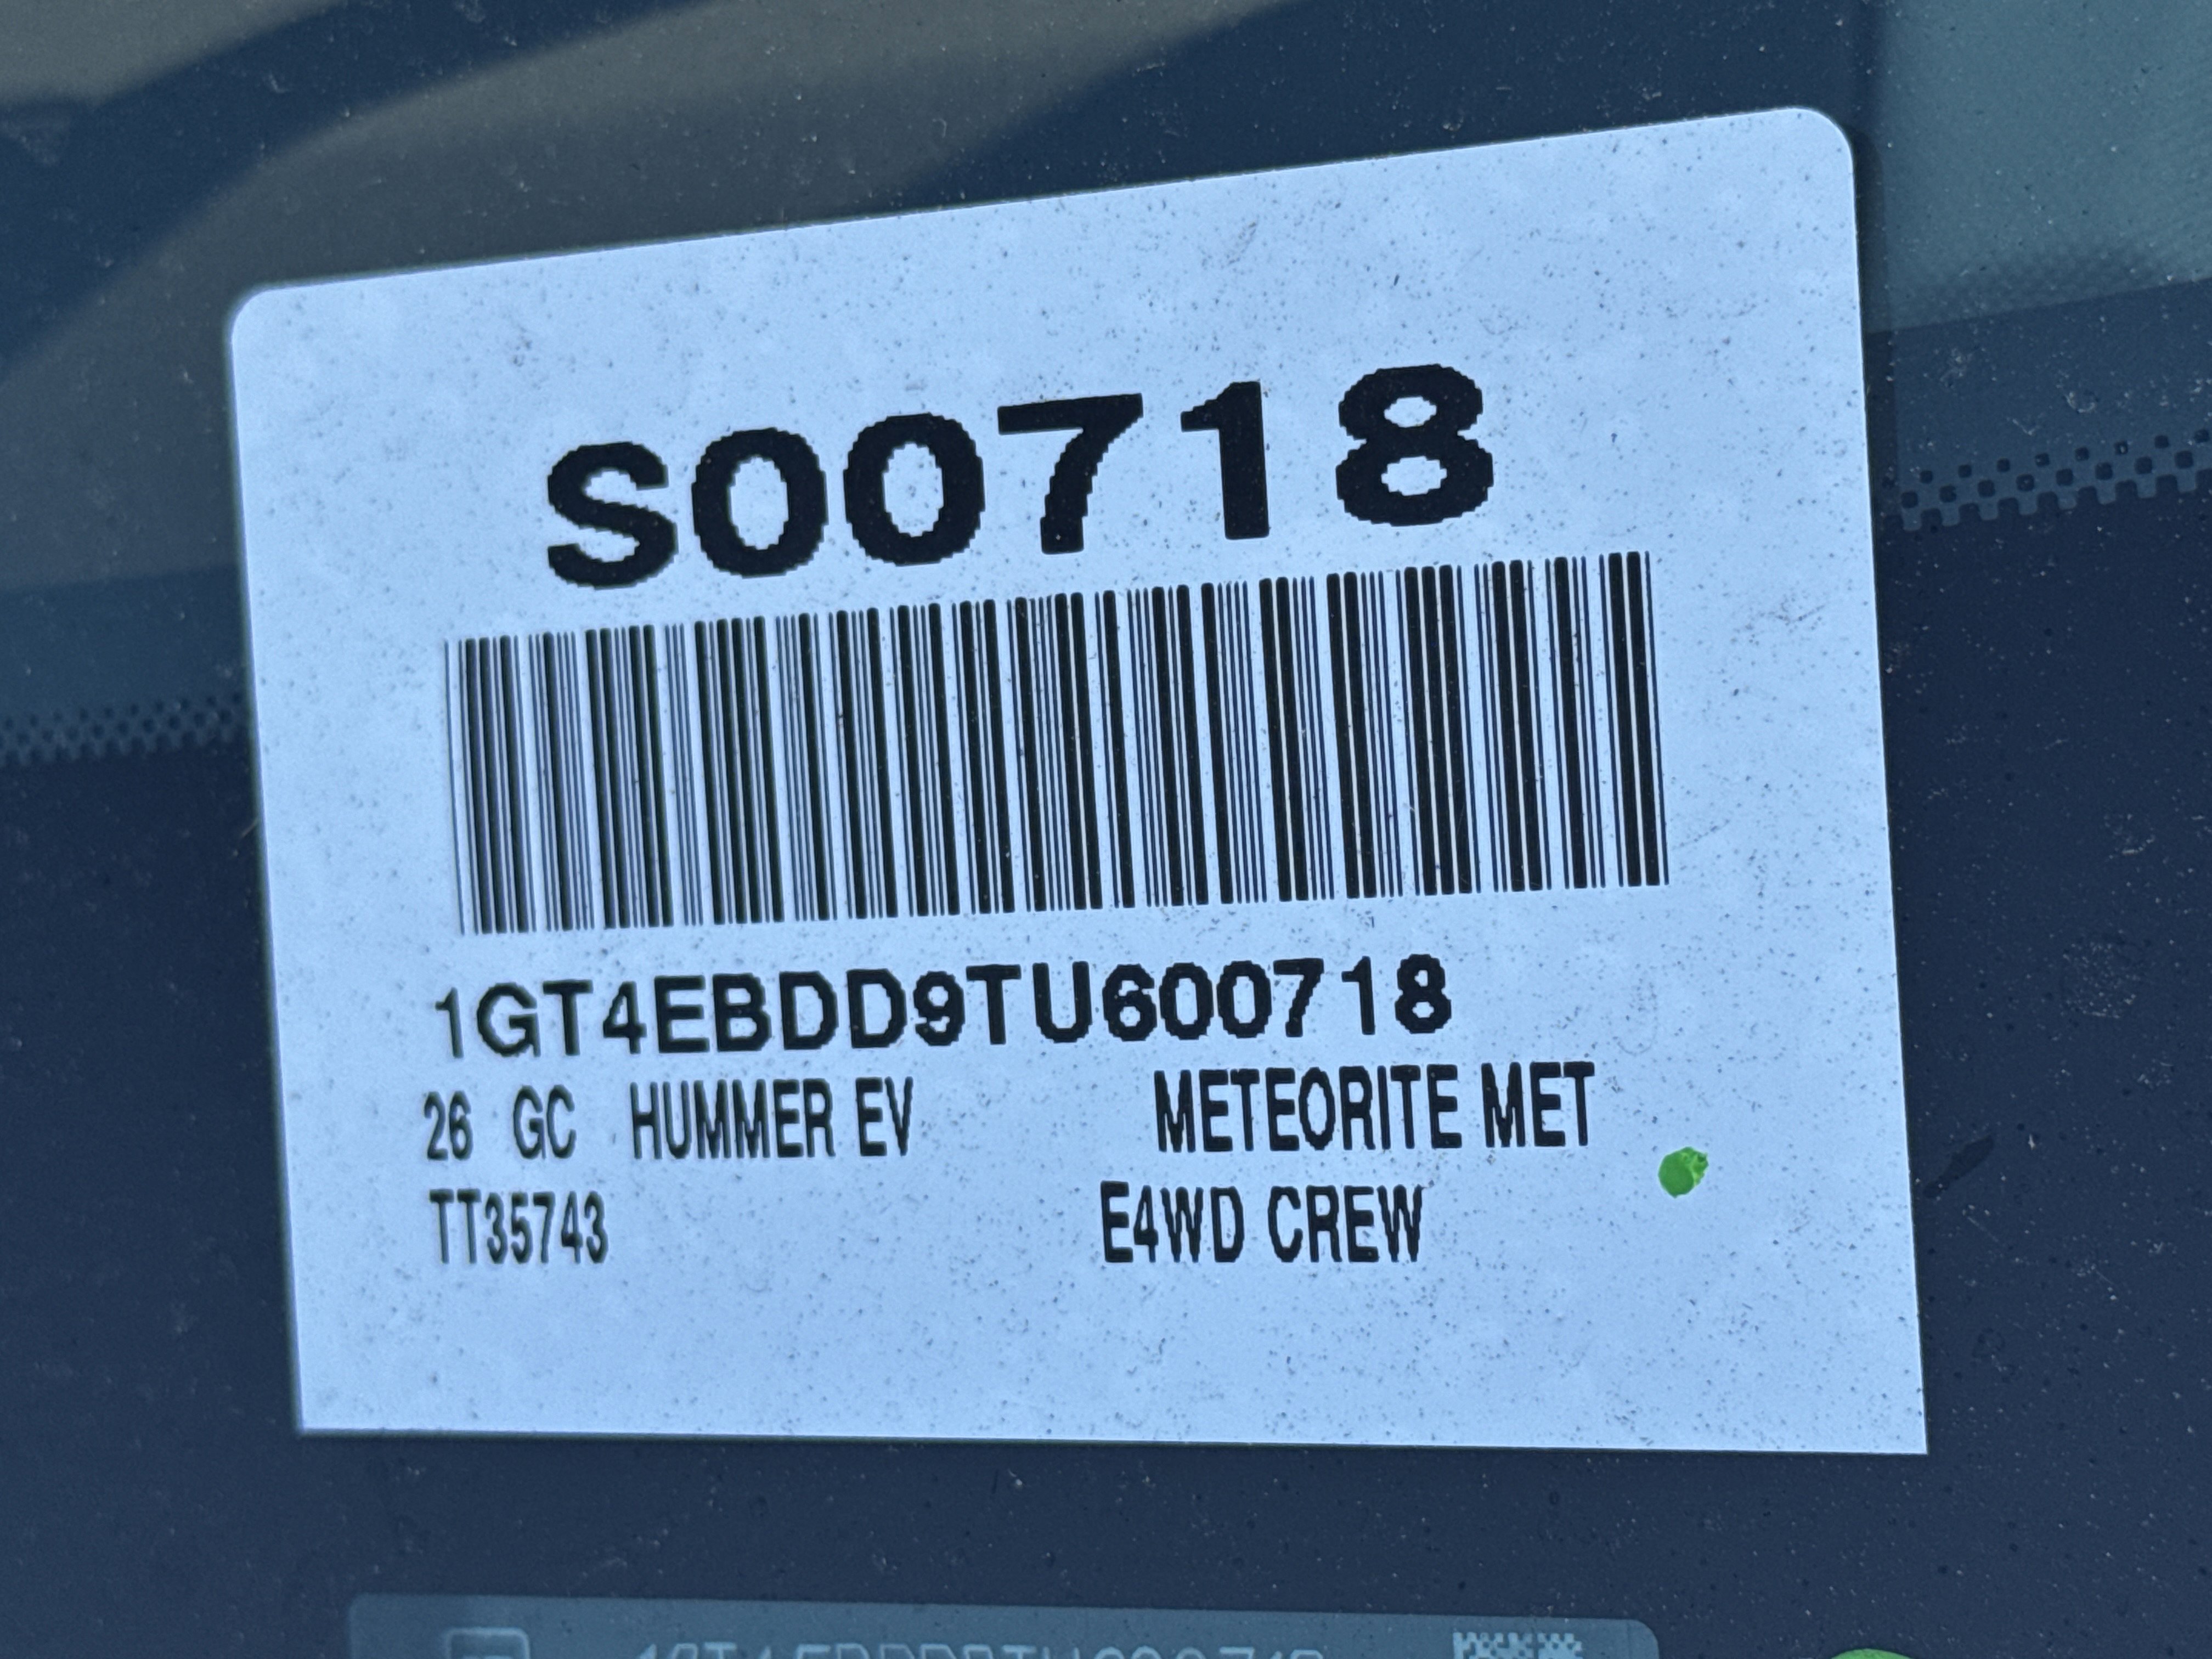 S00718
1GT4EBDD9TU600718
26 GC HUMMER EV METEORITE MET
TT35743 E4WD CREW